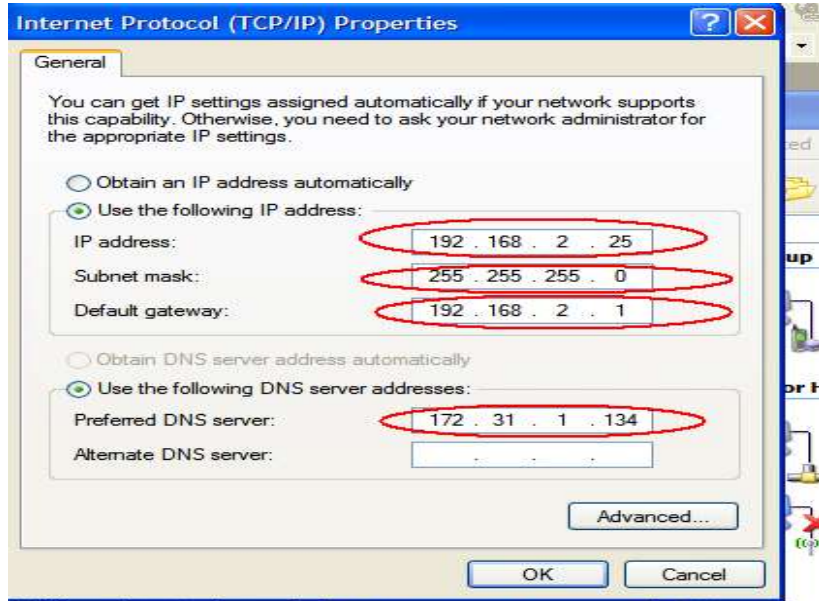 Internet Protocol (TCP/IP) Properties
General
You can get IP settings assigned automatically if your network supports
this capability. Otherwise, you need to ask your network administrator for
the appropriate IP settings.
Obtain an IP address automatically
Use the following IP address:
IP address: 192 . 168 . 2 . 25
Subnet mask: 255 . 255 . 255 . 0
Default gateway: 192 . 168 . 2 . 1
Obtain DNS server address automatically
Use the following DNS server addresses:
Preferred DNS server: 172 . 31 . 1 . 134
Alternate DNS server: . . .
Advanced...
OK Cancel
ed
up
or H